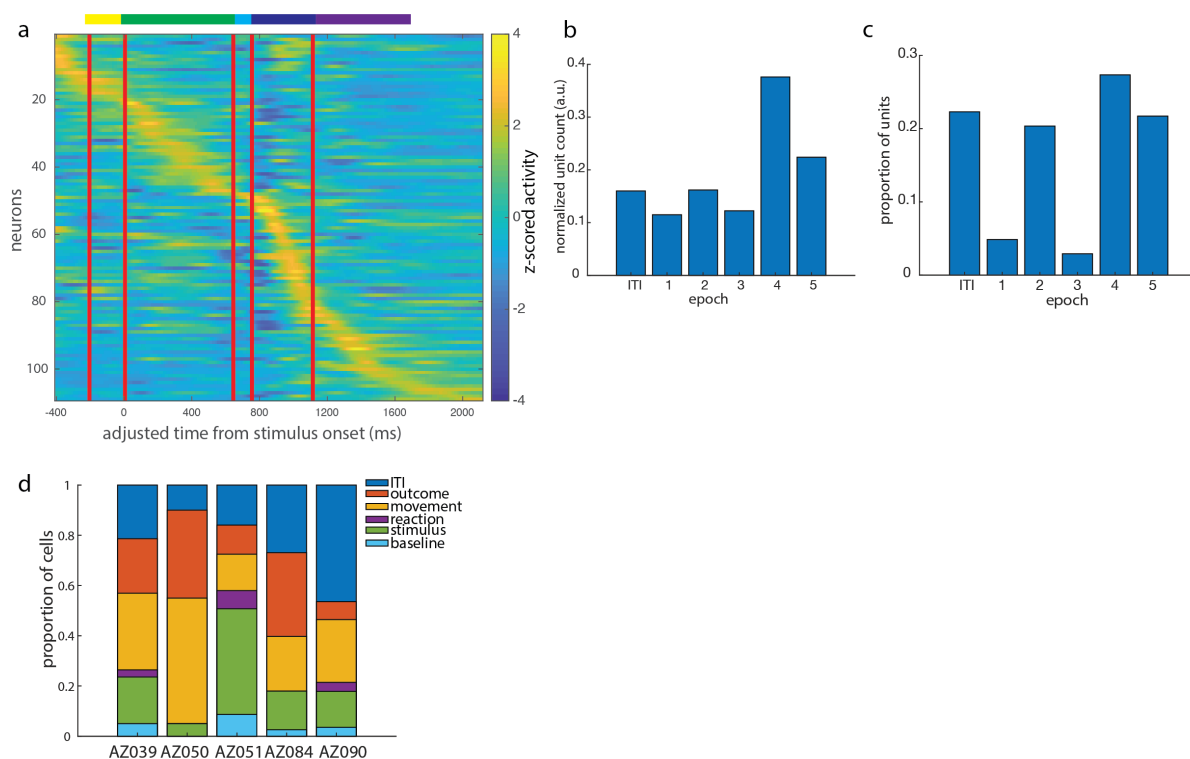 a
neurons
20
40
60
80
100
-400
0
400
800
1200
1600
2000
adjusted time from stimulus onset (ms)
4
2
0
-2
-4
z-scored activity
b
normalized unit count (a.u.)
0.4
0.3
0.2
0.1
0
ITI 1 2 3 4 5
epoch
c
proportion of units
0.3
0.2
0.1
0
ITI 1 2 3 4 5
epoch
d
proportion of cells
1
0.8
0.6
0.4
0.2
0
AZ039 AZ050 AZ051 AZ084 AZ090
ITI
outcome
movement
reaction
stimulus
baseline